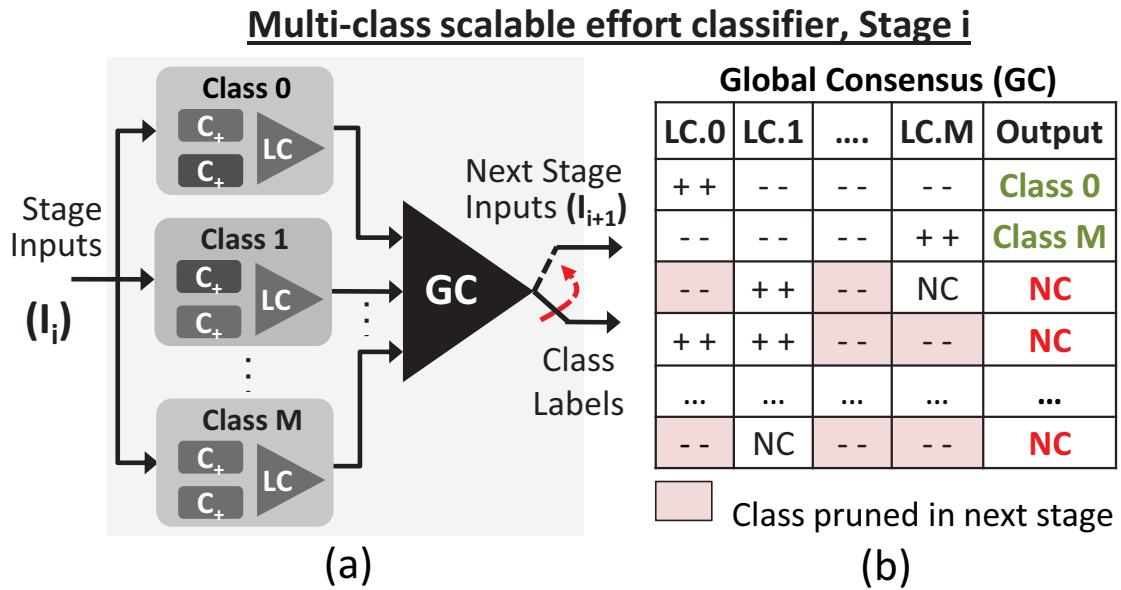 Multi-class scalable effort classifier, Stage i
Class 0
C+
C+
LC
Stage
Inputs
(Ii)
Class 1
C+
C+
LC
⋮
Class M
C+
C+
LC
⋮
GC
Next Stage
Inputs (Ii+1)
Class
Labels
(a)
Global Consensus (GC)
LC.0 LC.1 .... LC.M Output
+ + - - - - - - Class 0
- - - - - - + + Class M
- - + + - - NC NC
+ + + + - - - - NC
... ... ... ... ...
- - NC - - - - NC
Class pruned in next stage
(b)